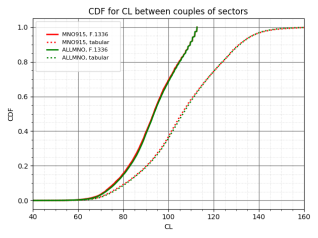 CDF for CL between couples of sectors
MNO915, F 1336
MNO915, tabular
ALLMNO, F.1336
ALLMNO, tabular
CDF
1.0
0.8
0.6
0.4
0.2
0.0
40 60 80 100 120 140 160
CL